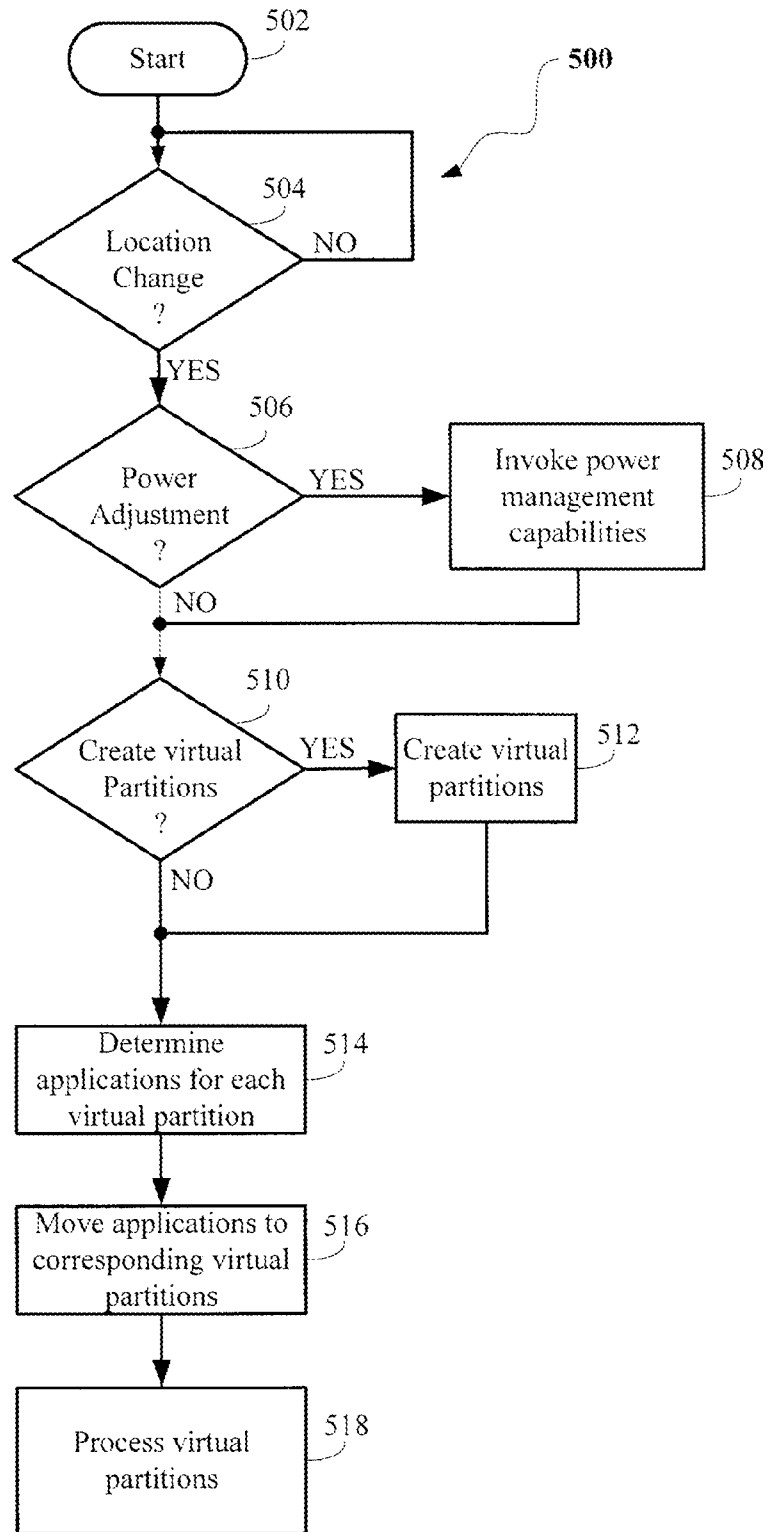 502
Start
500
504
Location
Change
?
NO
YES
506
Power
Adjustment
?
YES
Invoke power
management
capabilities
508
NO
510
Create virtual
Partitions
?
YES
Create virtual
partitions
512
NO
Determine
applications for each
virtual partition
514
Move applications to
corresponding virtual
partitions
516
Process virtual
partitions
518